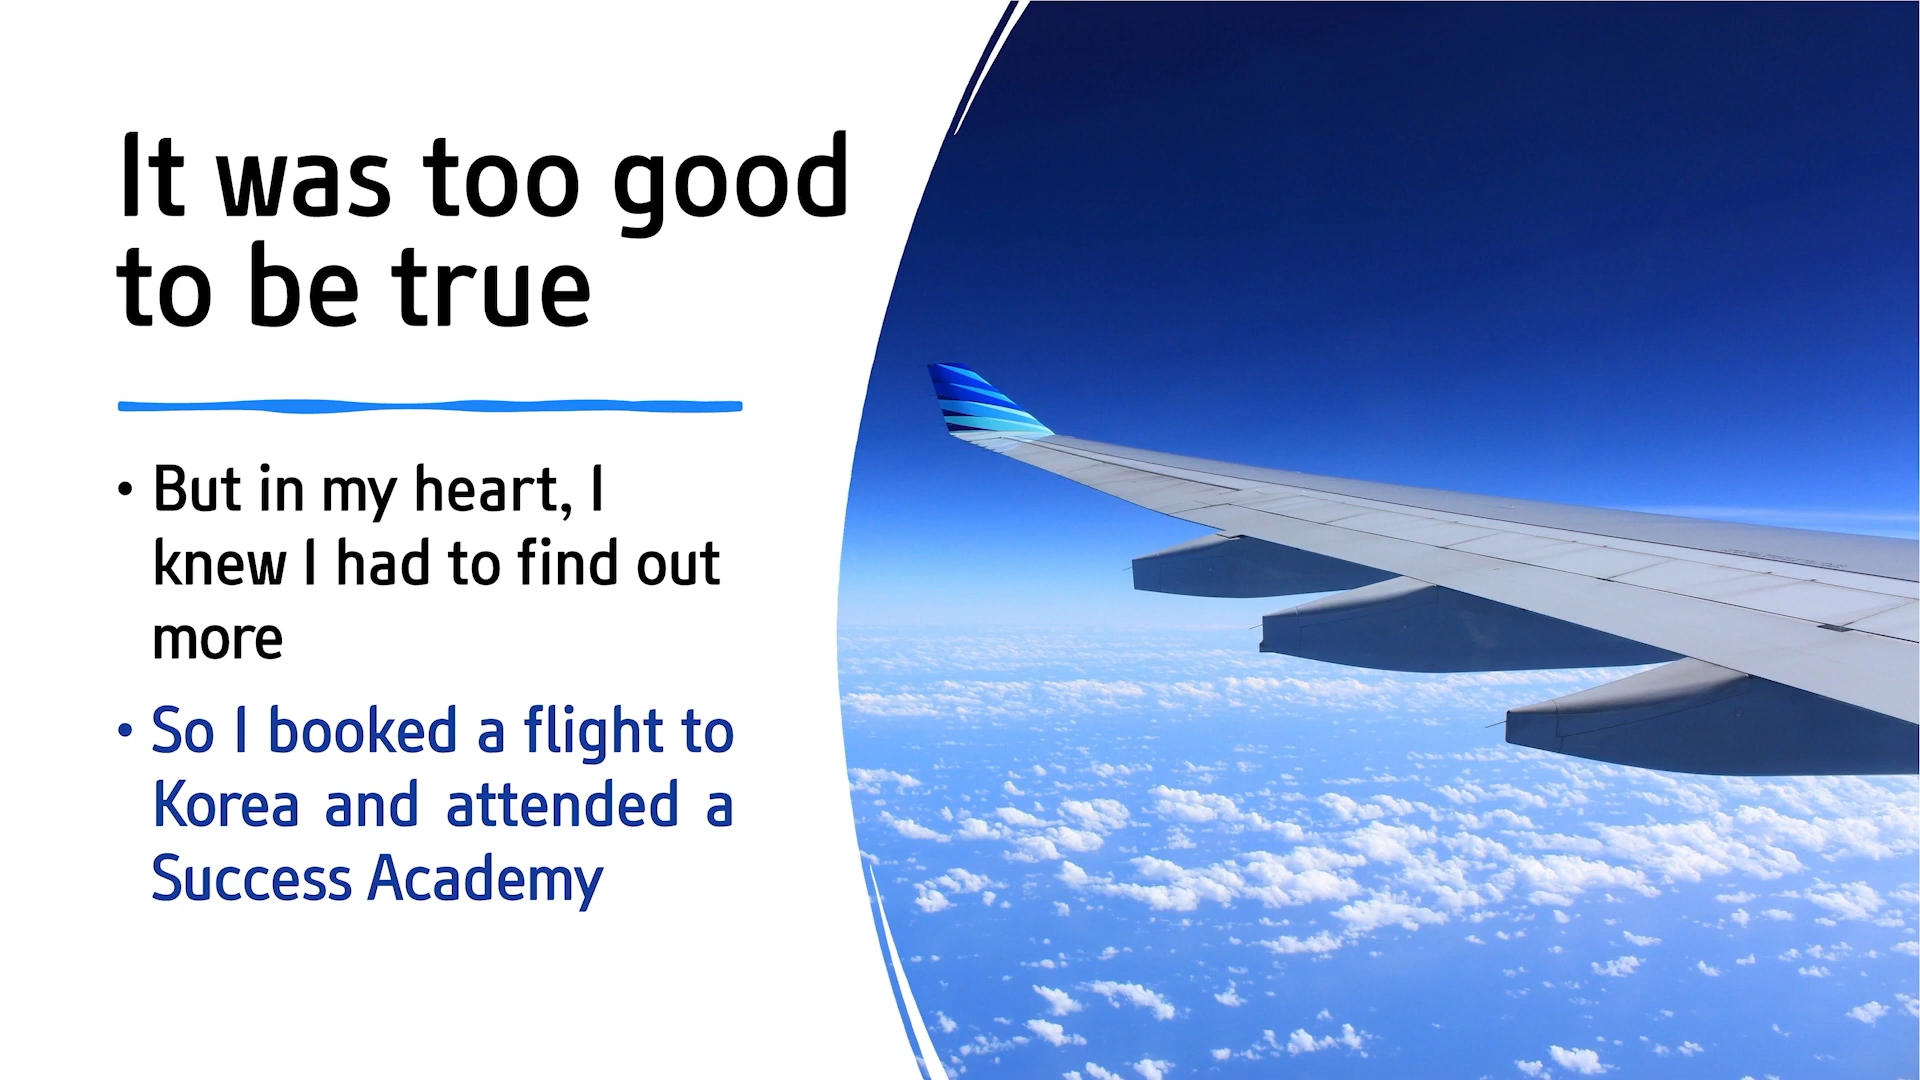 It was too good
to be true
• But in my heart, I
knew I had to find out
more
• So I booked a flight to
Korea and attended a
Success Academy